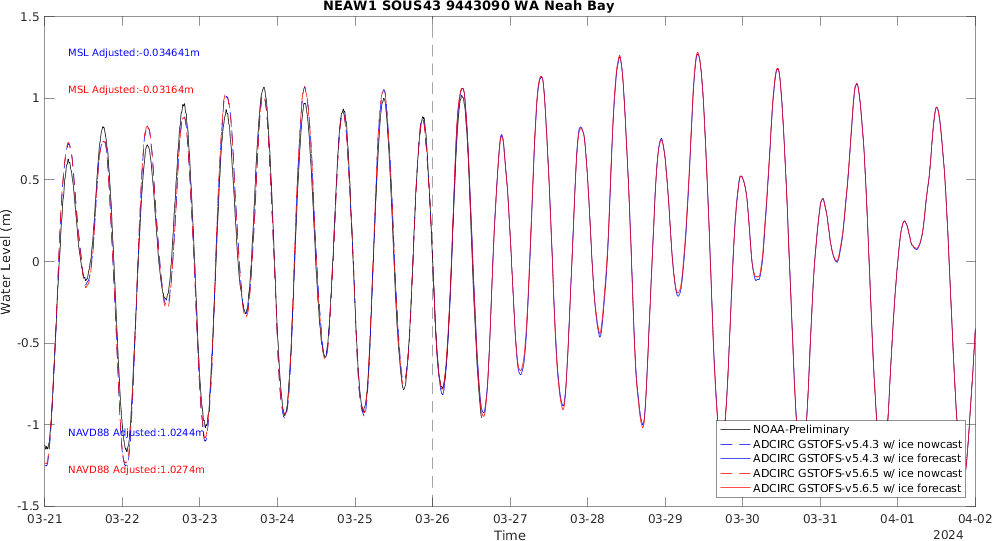 NEAW1 SOUS43 9443090 WA Neah Bay
1.5
1
0.5
0
-0.5
-1
-1.5
Water Level (m)
MSL Adjusted:-0.034641m
MSL Adjusted:-0.03164m
NAVD88 Adjusted:1.0244m
NAVD88 Adjusted:1.0274m
NOAA-Preliminary
ADCIRC GSTOFS-v5.4.3 w/ ice nowcast
ADCIRC GSTOFS-v5.4.3 w/ ice forecast
ADCIRC GSTOFS-v5.6.5 w/ ice nowcast
ADCIRC GSTOFS-v5.6.5 w/ ice forecast
03-21 03-22 03-23 03-24 03-25 03-26 03-27 03-28 03-29 03-30 03-31 04-01 04-02
Time
2024